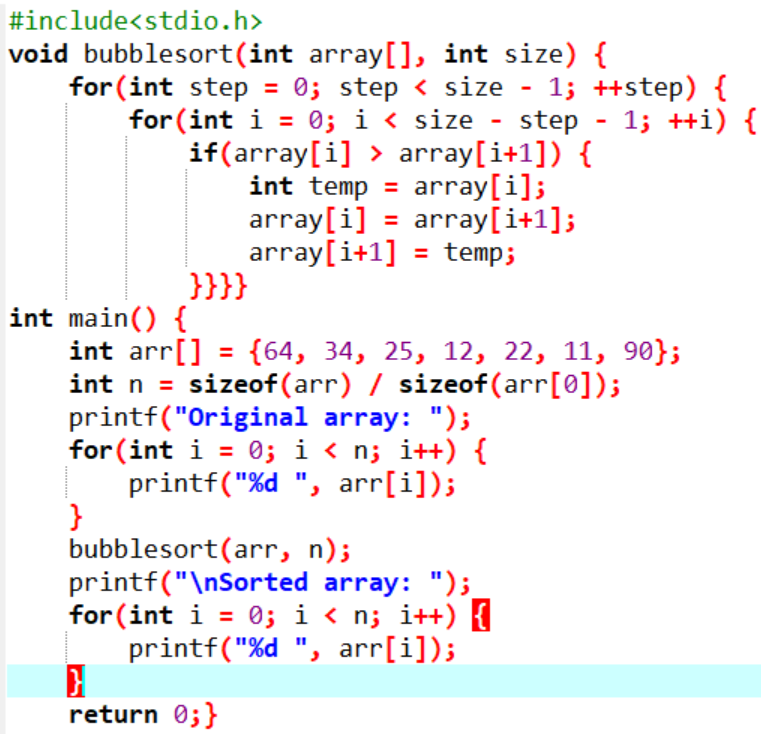 #include<stdio.h>
void bubblesort(int array[], int size) {
    for(int step = 0; step < size - 1; ++step) {
        for(int i = 0; i < size - step - 1; ++i) {
            if(array[i] > array[i+1]) {
                int temp = array[i];
                array[i] = array[i+1];
                array[i+1] = temp;
            }}}}
int main() {
    int arr[] = {64, 34, 25, 12, 22, 11, 90};
    int n = sizeof(arr) / sizeof(arr[0]);
    printf("Original array: ");
    for(int i = 0; i < n; i++) {
        printf("%d ", arr[i]);
    }
    bubblesort(arr, n);
    printf("\nSorted array: ");
    for(int i = 0; i < n; i++) {
        printf("%d ", arr[i]);
    }
    return 0;}